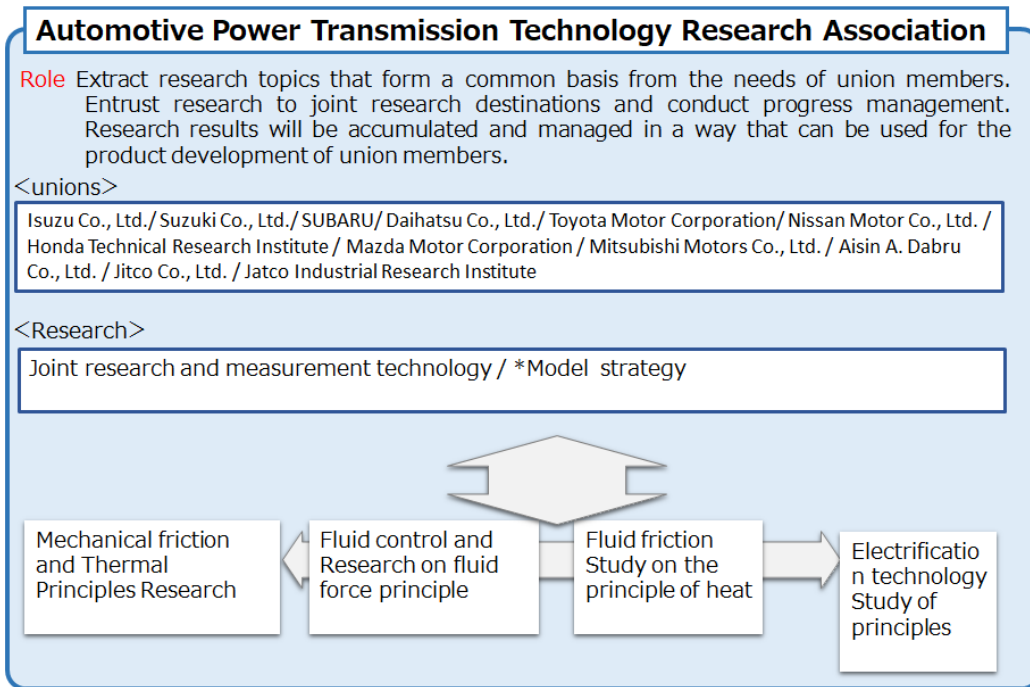 Automotive Power Transmission Technology Research Association
Role Extract research topics that form a common basis from the needs of union members.
Entrust research to joint research destinations and conduct progress management.
Research results will be accumulated and managed in a way that can be used for the
product development of union members.
<unions>
Isuzu Co., Ltd./ Suzuki Co., Ltd./ SUBARU/ Daihatsu Co., Ltd./ Toyota Motor Corporation/ Nissan Motor Co., Ltd. /
Honda Technical Research Institute / Mazda Motor Corporation / Mitsubishi Motors Co., Ltd. / Aisin A. Dabru
Co., Ltd. / Jitco Co., Ltd. / Jatco Industrial Research Institute
<Research>
Joint research and measurement technology / *Model strategy
Mechanical friction
and Thermal
Principles Research
Fluid control and
Research on fluid
force principle
Fluid friction
Study on the
principle of heat
Electrificatio
n technology
Study of
principles